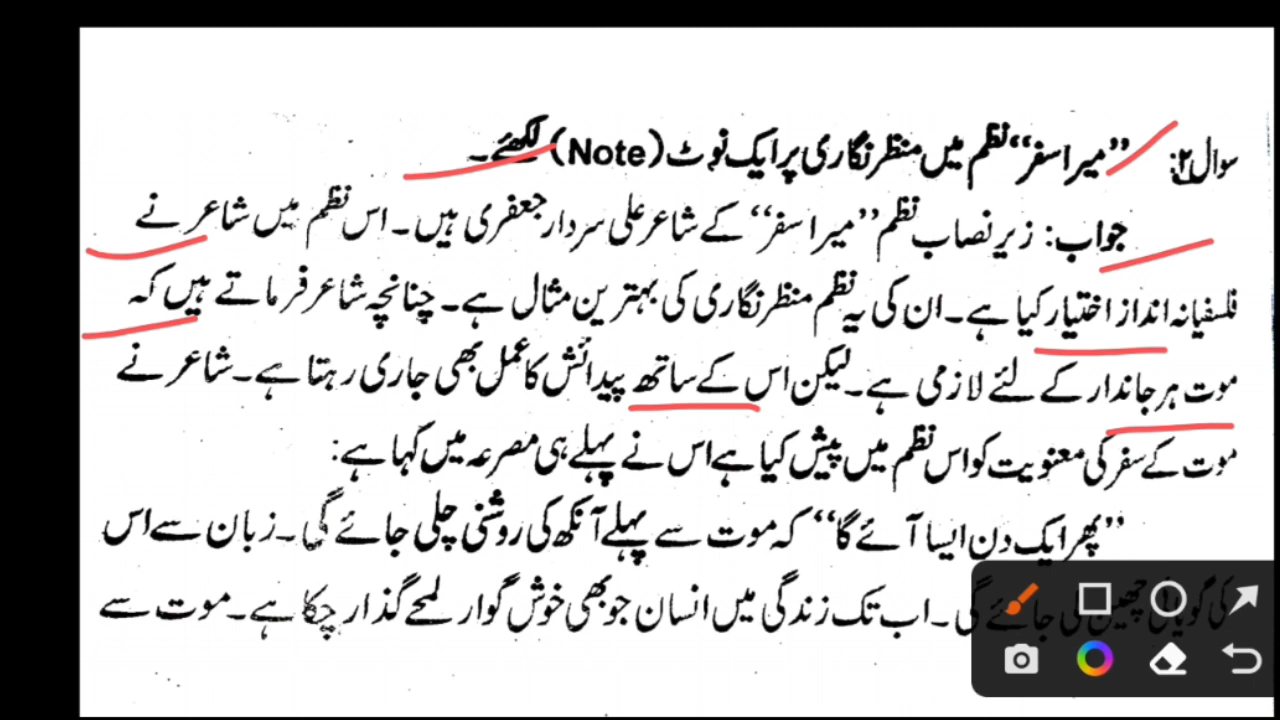 سوال ۲: ’’میرا سفر‘‘ نظم میں منظر نگاری پر ایک نوٹ (Note) لکھئے۔
جواب: زیر نصاب نظم ’’میرا سفر‘‘ کے شاعر علی سردار جعفری ہیں۔ اس نظم میں شاعر نے
فلسفیانہ انداز اختیار کیا ہے۔ ان کی یہ نظم منظر نگاری کی بہترین مثال ہے۔ چنانچہ شاعر فرماتے ہیں کہ
موت ہر جاندار کے لئے لازمی ہے۔ لیکن اس کے ساتھ پیدائش کا عمل بھی جاری رہتا ہے۔ شاعر نے
موت کے سفر کی معنویت کو اس نظم میں پیش کیا ہے اس نے پہلے ہی مصرعہ میں کہا ہے:
’’پھر ایک دن ایسا آئے گا‘‘ کہ موت سے پہلے آنکھ کی روشنی چلی جائے گی۔ زبان سے اس
کی گویائی چھین لی جائے گی۔ اب تک زندگی میں انسان جو بھی خوش گوار لمحے گذار چکا ہے۔ موت سے